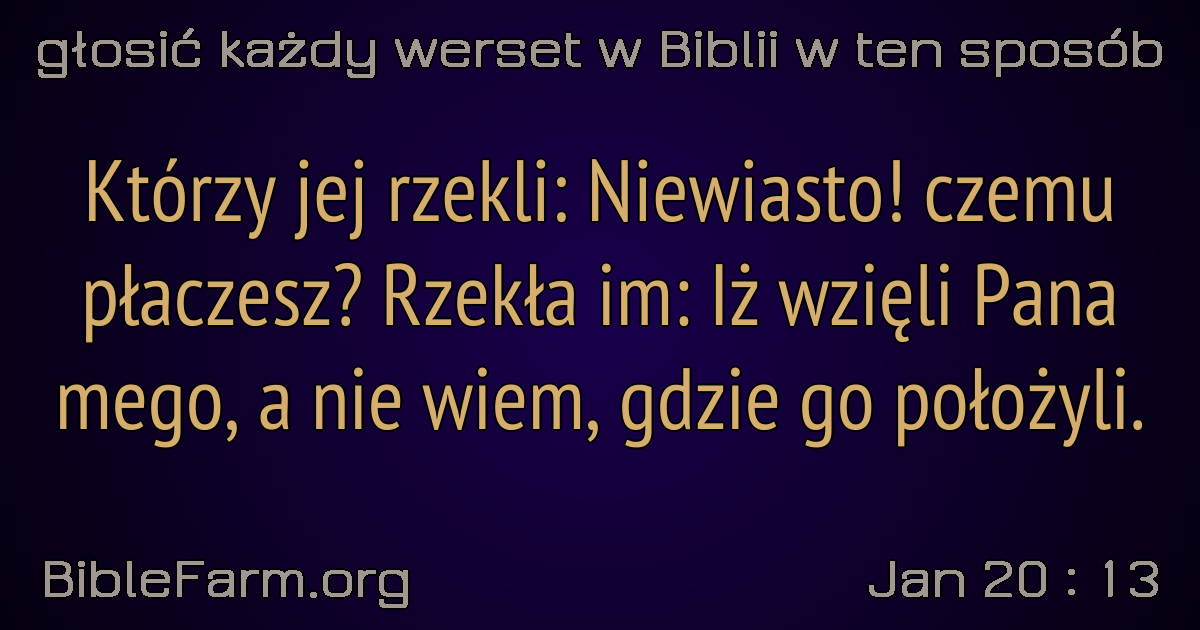 głosić każdy werset w Biblii w ten sposób
Którzy jej rzekli: Niewiasto! czemu
płaczesz? Rzekła im: Iż wzięli Pana
mego, a nie wiem, gdzie go położyli.
BibleFarm.org
Jan 20 : 13